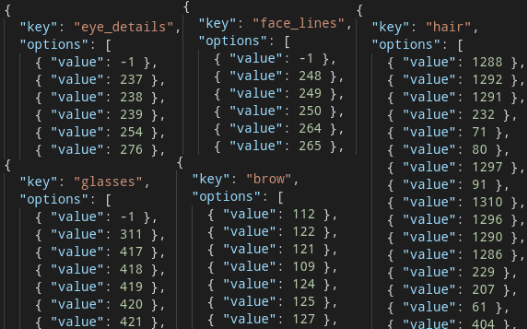 {
"key": "eye_details",
"options": [
{ "value": -1 },
{ "value": 237 },
{ "value": 238 },
{ "value": 239 },
{ "value": 254 },
{ "value": 276 },
{
"key": "face_lines",
"options": [
{ "value": -1 },
{ "value": 248 },
{ "value": 249 },
{ "value": 250 },
{ "value": 264 },
{ "value": 265 },
{
"key": "hair",
"options": [
{ "value": 1288 },
{ "value": 1292 },
{ "value": 1291 },
{ "value": 232 },
{ "value": 71 },
{ "value": 80 },
{ "value": 1297 },
{ "value": 91 },
{ "value": 1310 },
{ "value": 1296 },
{ "value": 1290 },
{ "value": 1286 },
{ "value": 229 },
{ "value": 207 },
{ "value": 61 },
{ "value": 404 },
{
"key": "glasses",
"options": [
{ "value": -1 },
{ "value": 311 },
{ "value": 417 },
{ "value": 418 },
{ "value": 419 },
{ "value": 420 },
{ "value": 421 },
{
"key": "brow",
"options": [
{ "value": 112 },
{ "value": 122 },
{ "value": 121 },
{ "value": 109 },
{ "value": 124 },
{ "value": 125 },
{ "value": 127 },